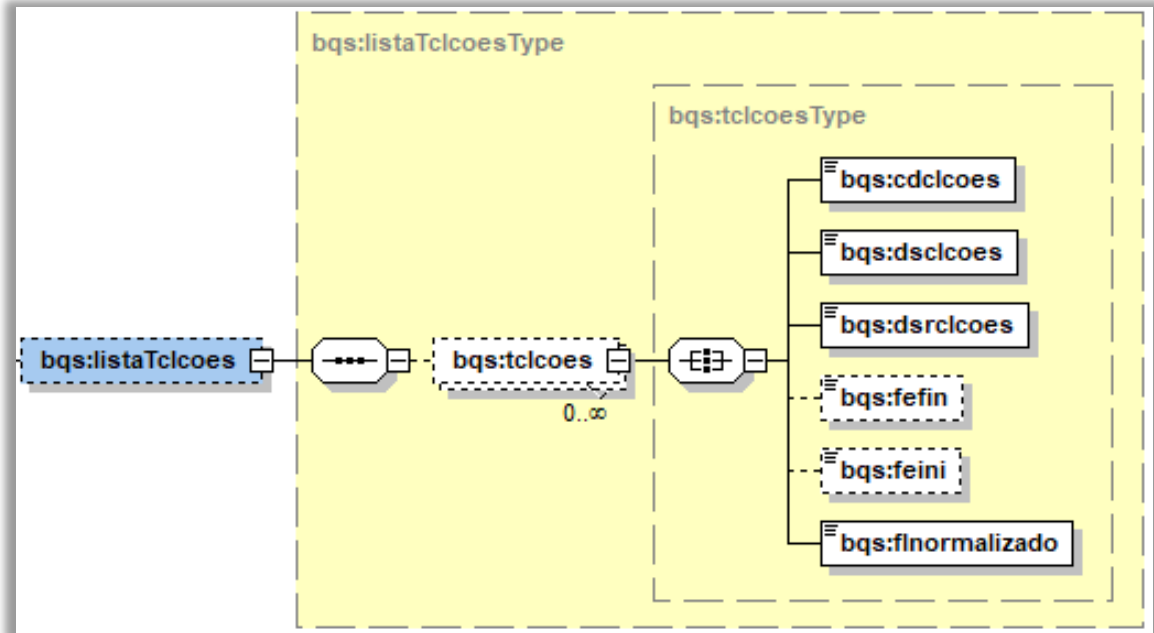 bqs:listaTclcoesType
bqs:tclcoesType
bqs:cdclcoes
bqs:dsclcoes
bqs:dsrclcoes
bqs:listaTclcoes
bqs:tclcoes
0..∞
bqs:fefin
bqs:feini
bqs:flnormalizado